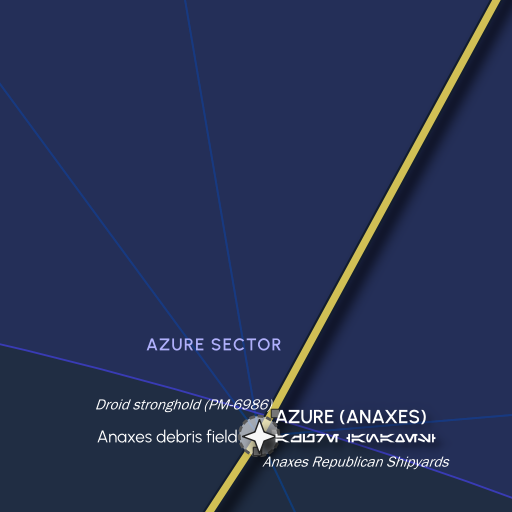 AZURE SECTOR
Droid stronghold (PM-6986)
AZURE (ANAXES)
Anaxes debris field
Anaxes Republican Shipyards